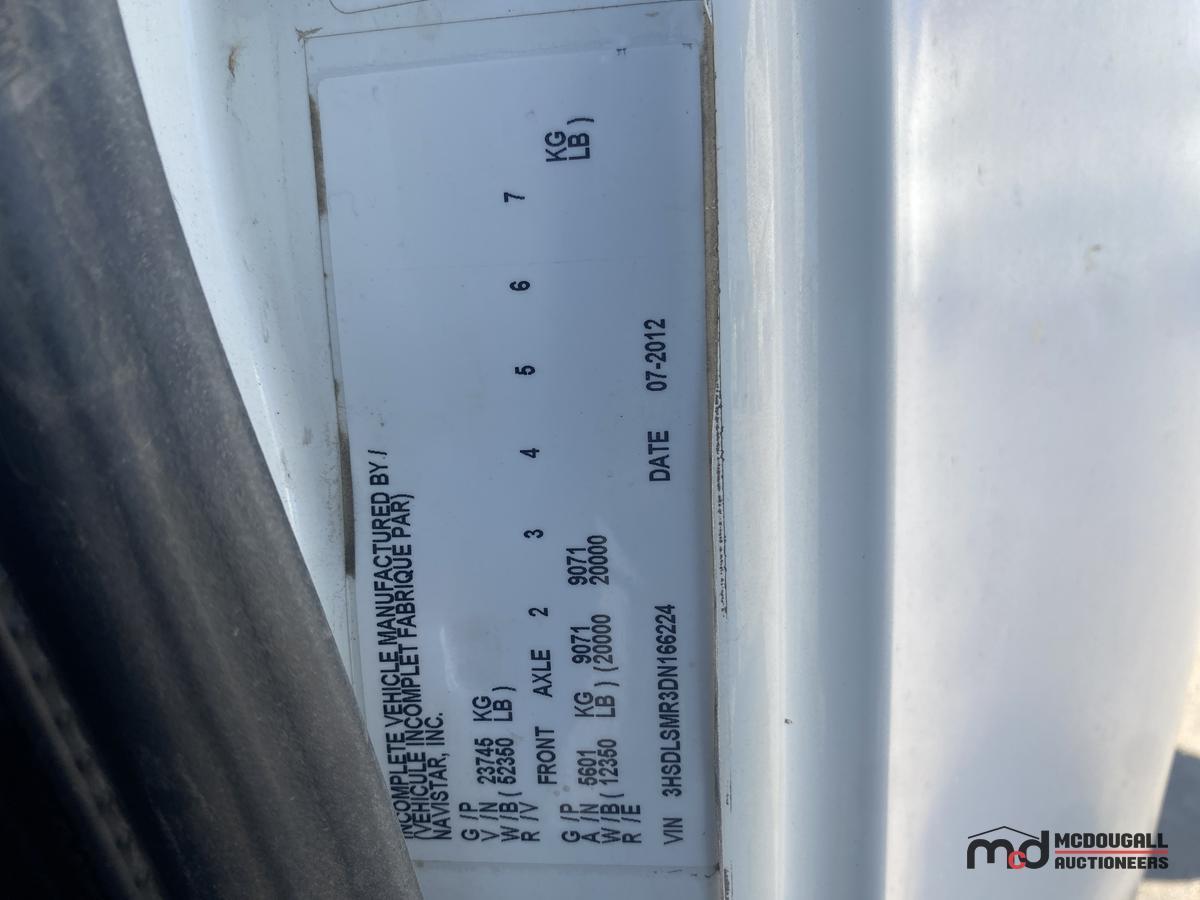 INCOMPLETE VEHICLE MANUFACTURED BY /
(VEHICULE INCOMPLET FABRIQUE PAR)
NAVISTAR, INC.
G /P
V /N 23745 KG
W /B ( 52350 LB )
R /V
FRONT AXLE 2 3 4 5 6 7
G /P
A /N 5601 KG 9071 9071 KG
W /B ( 12350 LB ) ( 20000 20000 LB )
R /E
VIN 3HSDLSMR3DN166224 DATE 07-2012
mcd MCDOUGALL
AUCTIONEERS